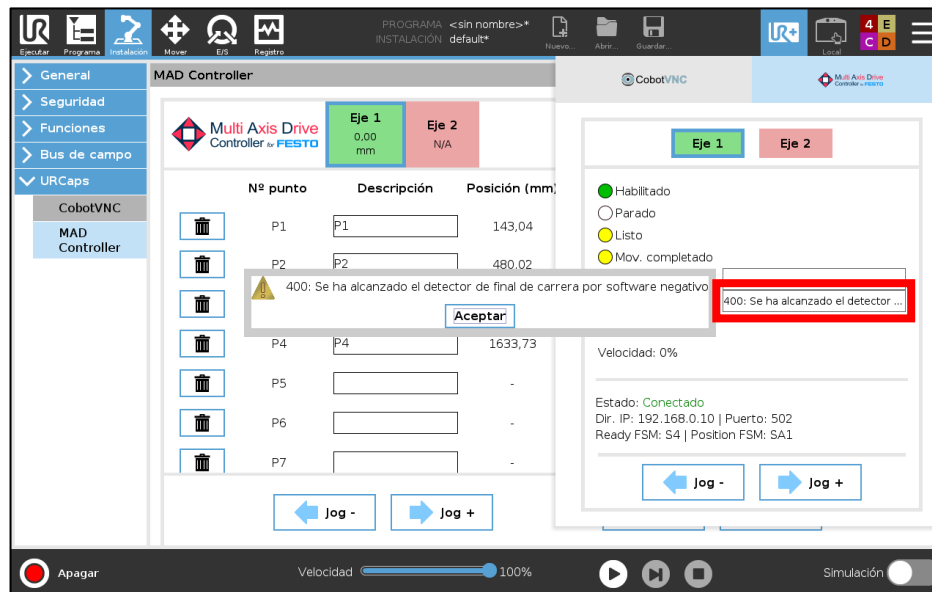 UR
UR+
PROGRAMA <sin nombre>*
INSTALACIÓN default*
4 E
C D
Ejecutar Programa Instalación Mover E/S Registro Nuevo... Abrir... Guardar... Local
General
Seguridad
Funciones
Bus de campo
URCaps
CobotVNC
MAD
Controller
MAD Controller
Multi Axis Drive
Controller for FESTO
Eje 1
0,00
mm
Eje 2
N/A
Nº punto Descripción Posición (mm)
P1 P1 143,04
P2 P2 480,02
P4 P4 1633,73
P5 -
P6 -
P7 -
Jog - Jog +
400: Se ha alcanzado el detector de final de carrera por software negativo
Aceptar
CobotVNC
Multi Axis Drive
Controller for FESTO
Eje 1 Eje 2
Habilitado
Parado
Listo
Mov. completado
400: Se ha alcanzado el detector ...
Velocidad: 0%
Estado: Conectado
Dir. IP: 192.168.0.10 | Puerto: 502
Ready FSM: S4 | Position FSM: SA1
Jog - Jog +
Apagar Velocidad 100% Simulación